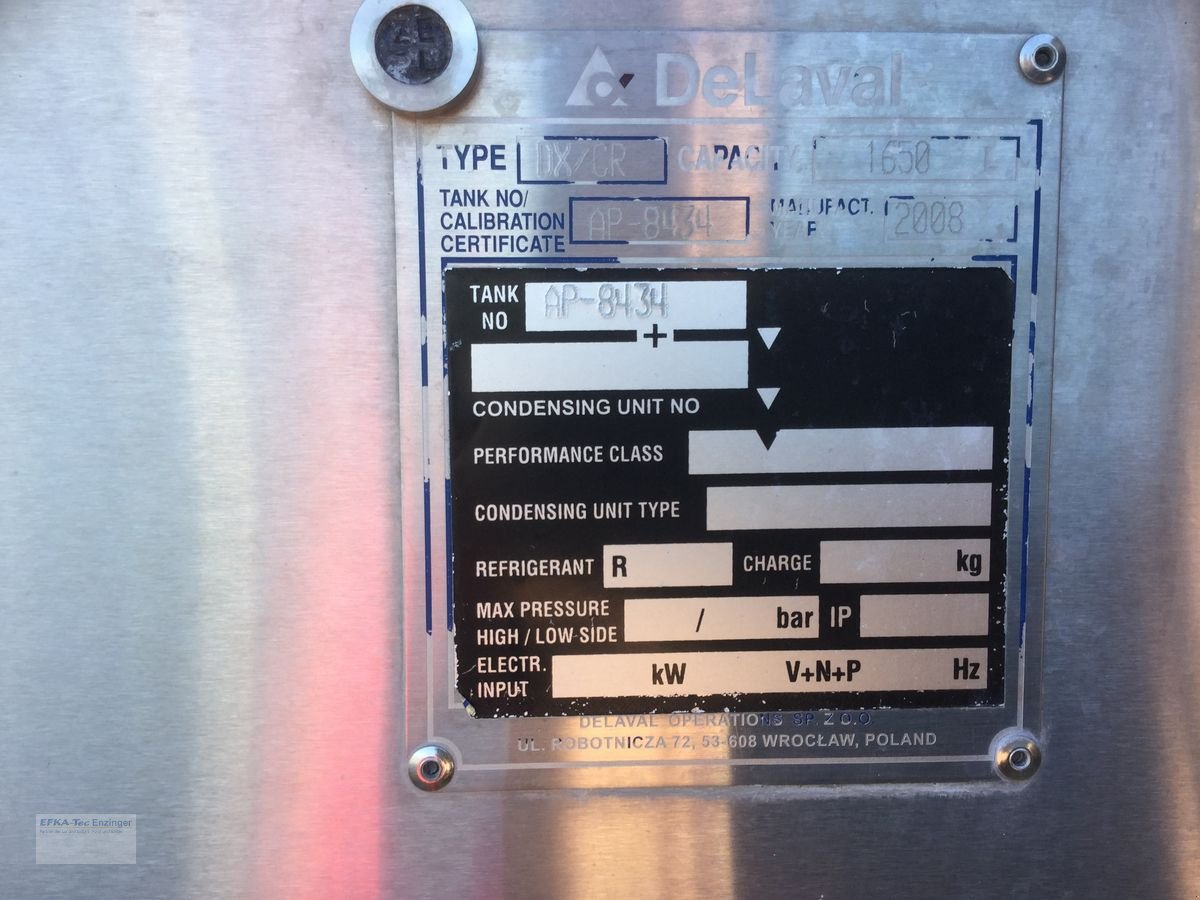 DeLaval
TYPE DX/CR CAPACITY 1650 L
TANK NO/
CALIBRATION
CERTIFICATE AP-8434
MANUFACT.
YEAR 2008
TANK
NO AP-8434
+
CONDENSING UNIT NO
PERFORMANCE CLASS
CONDENSING UNIT TYPE
REFRIGERANT R CHARGE kg
MAX PRESSURE
HIGH / LOW SIDE / bar IP
ELECTR.
INPUT kW V+N+P Hz
DELAVAL OPERATIONS SP. Z O.O.
UL. ROBOTNICZA 72, 53-608 WROCŁAW, POLAND
EFKA-Tec Enzinger